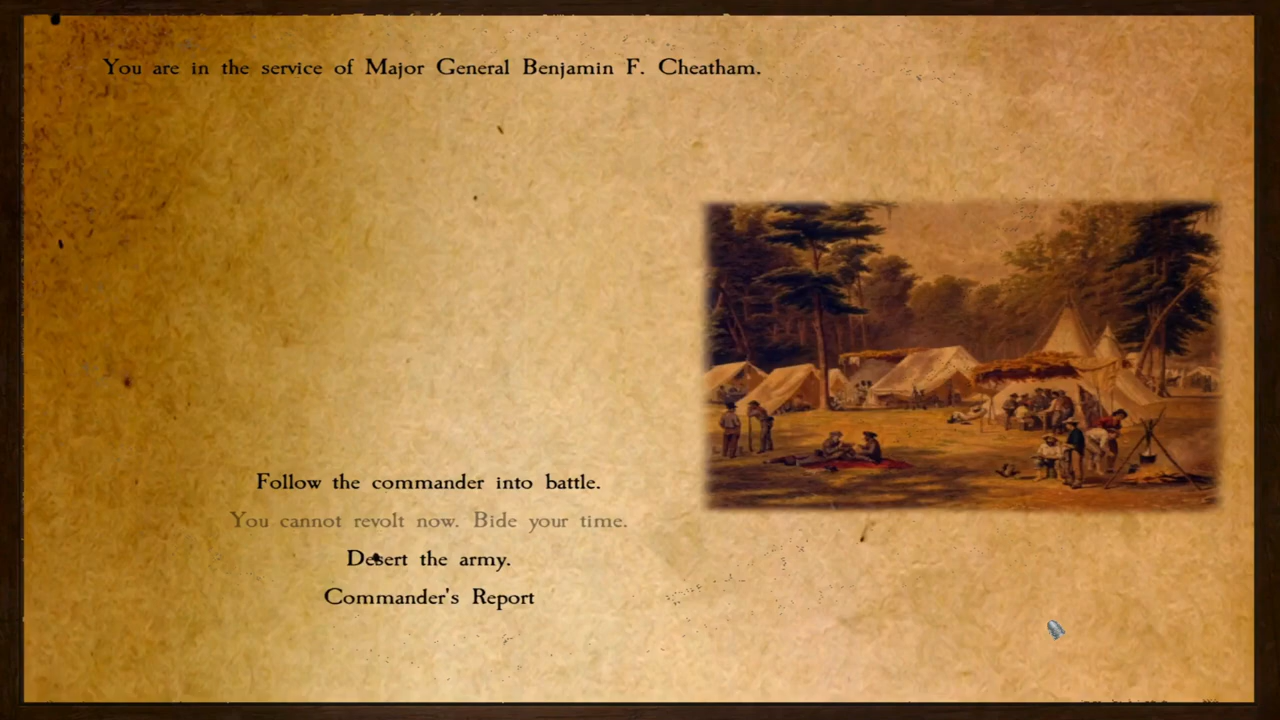 You are in the service of Major General Benjamin F. Cheatham.
Follow the commander into battle.
You cannot revolt now. Bide your time.
Desert the army.
Commander's Report